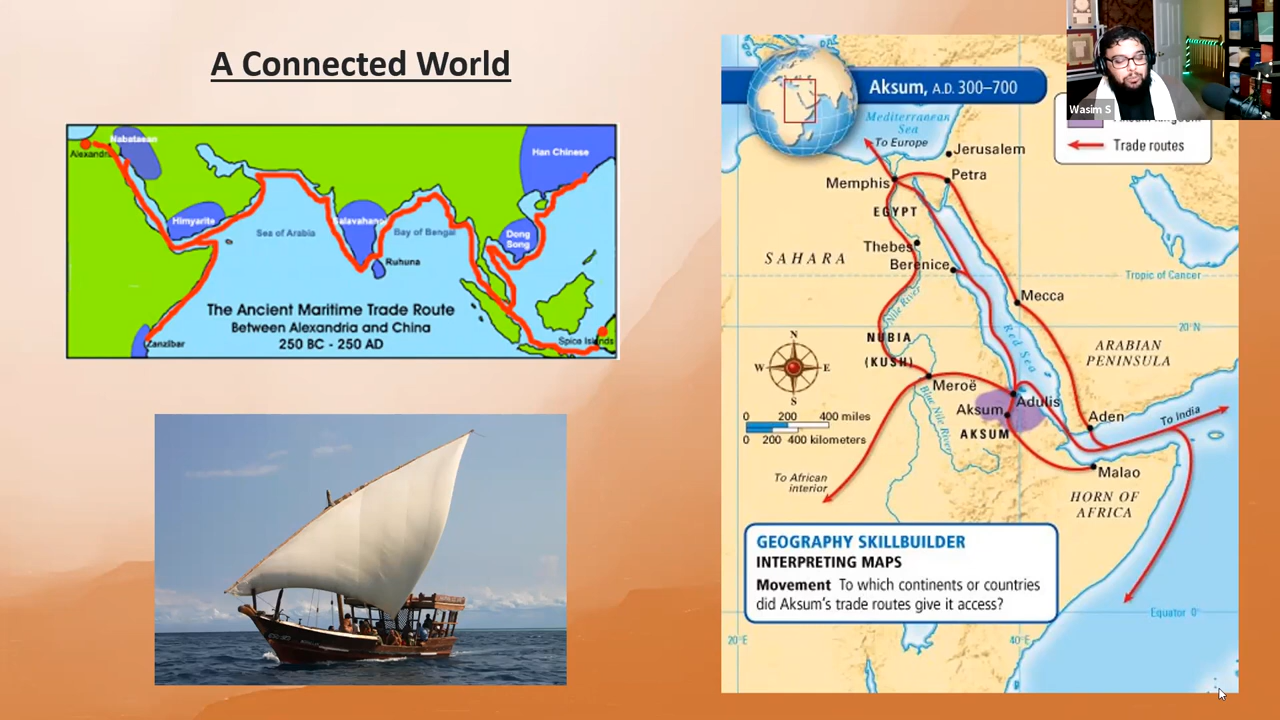 A Connected World
Nabataean
Alexandria
Han Chinese
Himyarite
Sea of Arabia
Bay of Bengal
Dong
Song
Ruhuna
The Ancient Maritime Trade Route
Between Alexandria and China
250 BC - 250 AD
Zanzibar
Spice Islands
Aksum, A.D. 300–700
Mediterranean
Sea
To Europe
Jerusalem
Petra
Memphis
EGYPT
Thebes
Berenice
SAHARA
Tropic of Cancer
Nile River
Mecca
20°N
Red Sea
NUBIA
(KUSH)
ARABIAN
PENINSULA
N
W
E
S
Meroë
Adulis
Aksum
AKSUM
Aden
To India
Blue Nile River
0 200 400 miles
0 200 400 kilometers
To African
interior
Malao
HORN OF
AFRICA
GEOGRAPHY SKILLBUILDER
INTERPRETING MAPS
Movement To which continents or countries
did Aksum's trade routes give it access?
Equator 0°
20°E
40°E
Trade routes
Wasim S